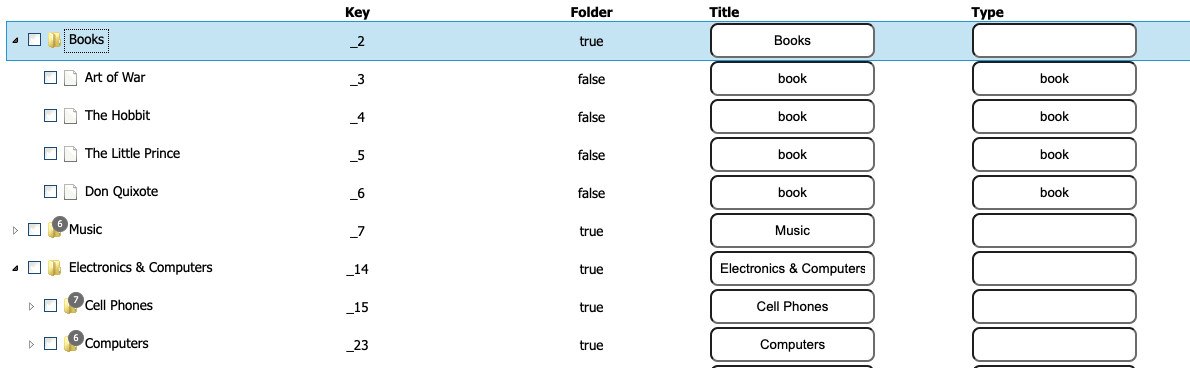 Key Folder Title Type
Books _2 true Books
Art of War _3 false book book
The Hobbit _4 false book book
The Little Prince _5 false book book
Don Quixote _6 false book book
6 Music _7 true Music
Electronics & Computers _14 true Electronics & Computers
7 Cell Phones _15 true Cell Phones
6 Computers _23 true Computers